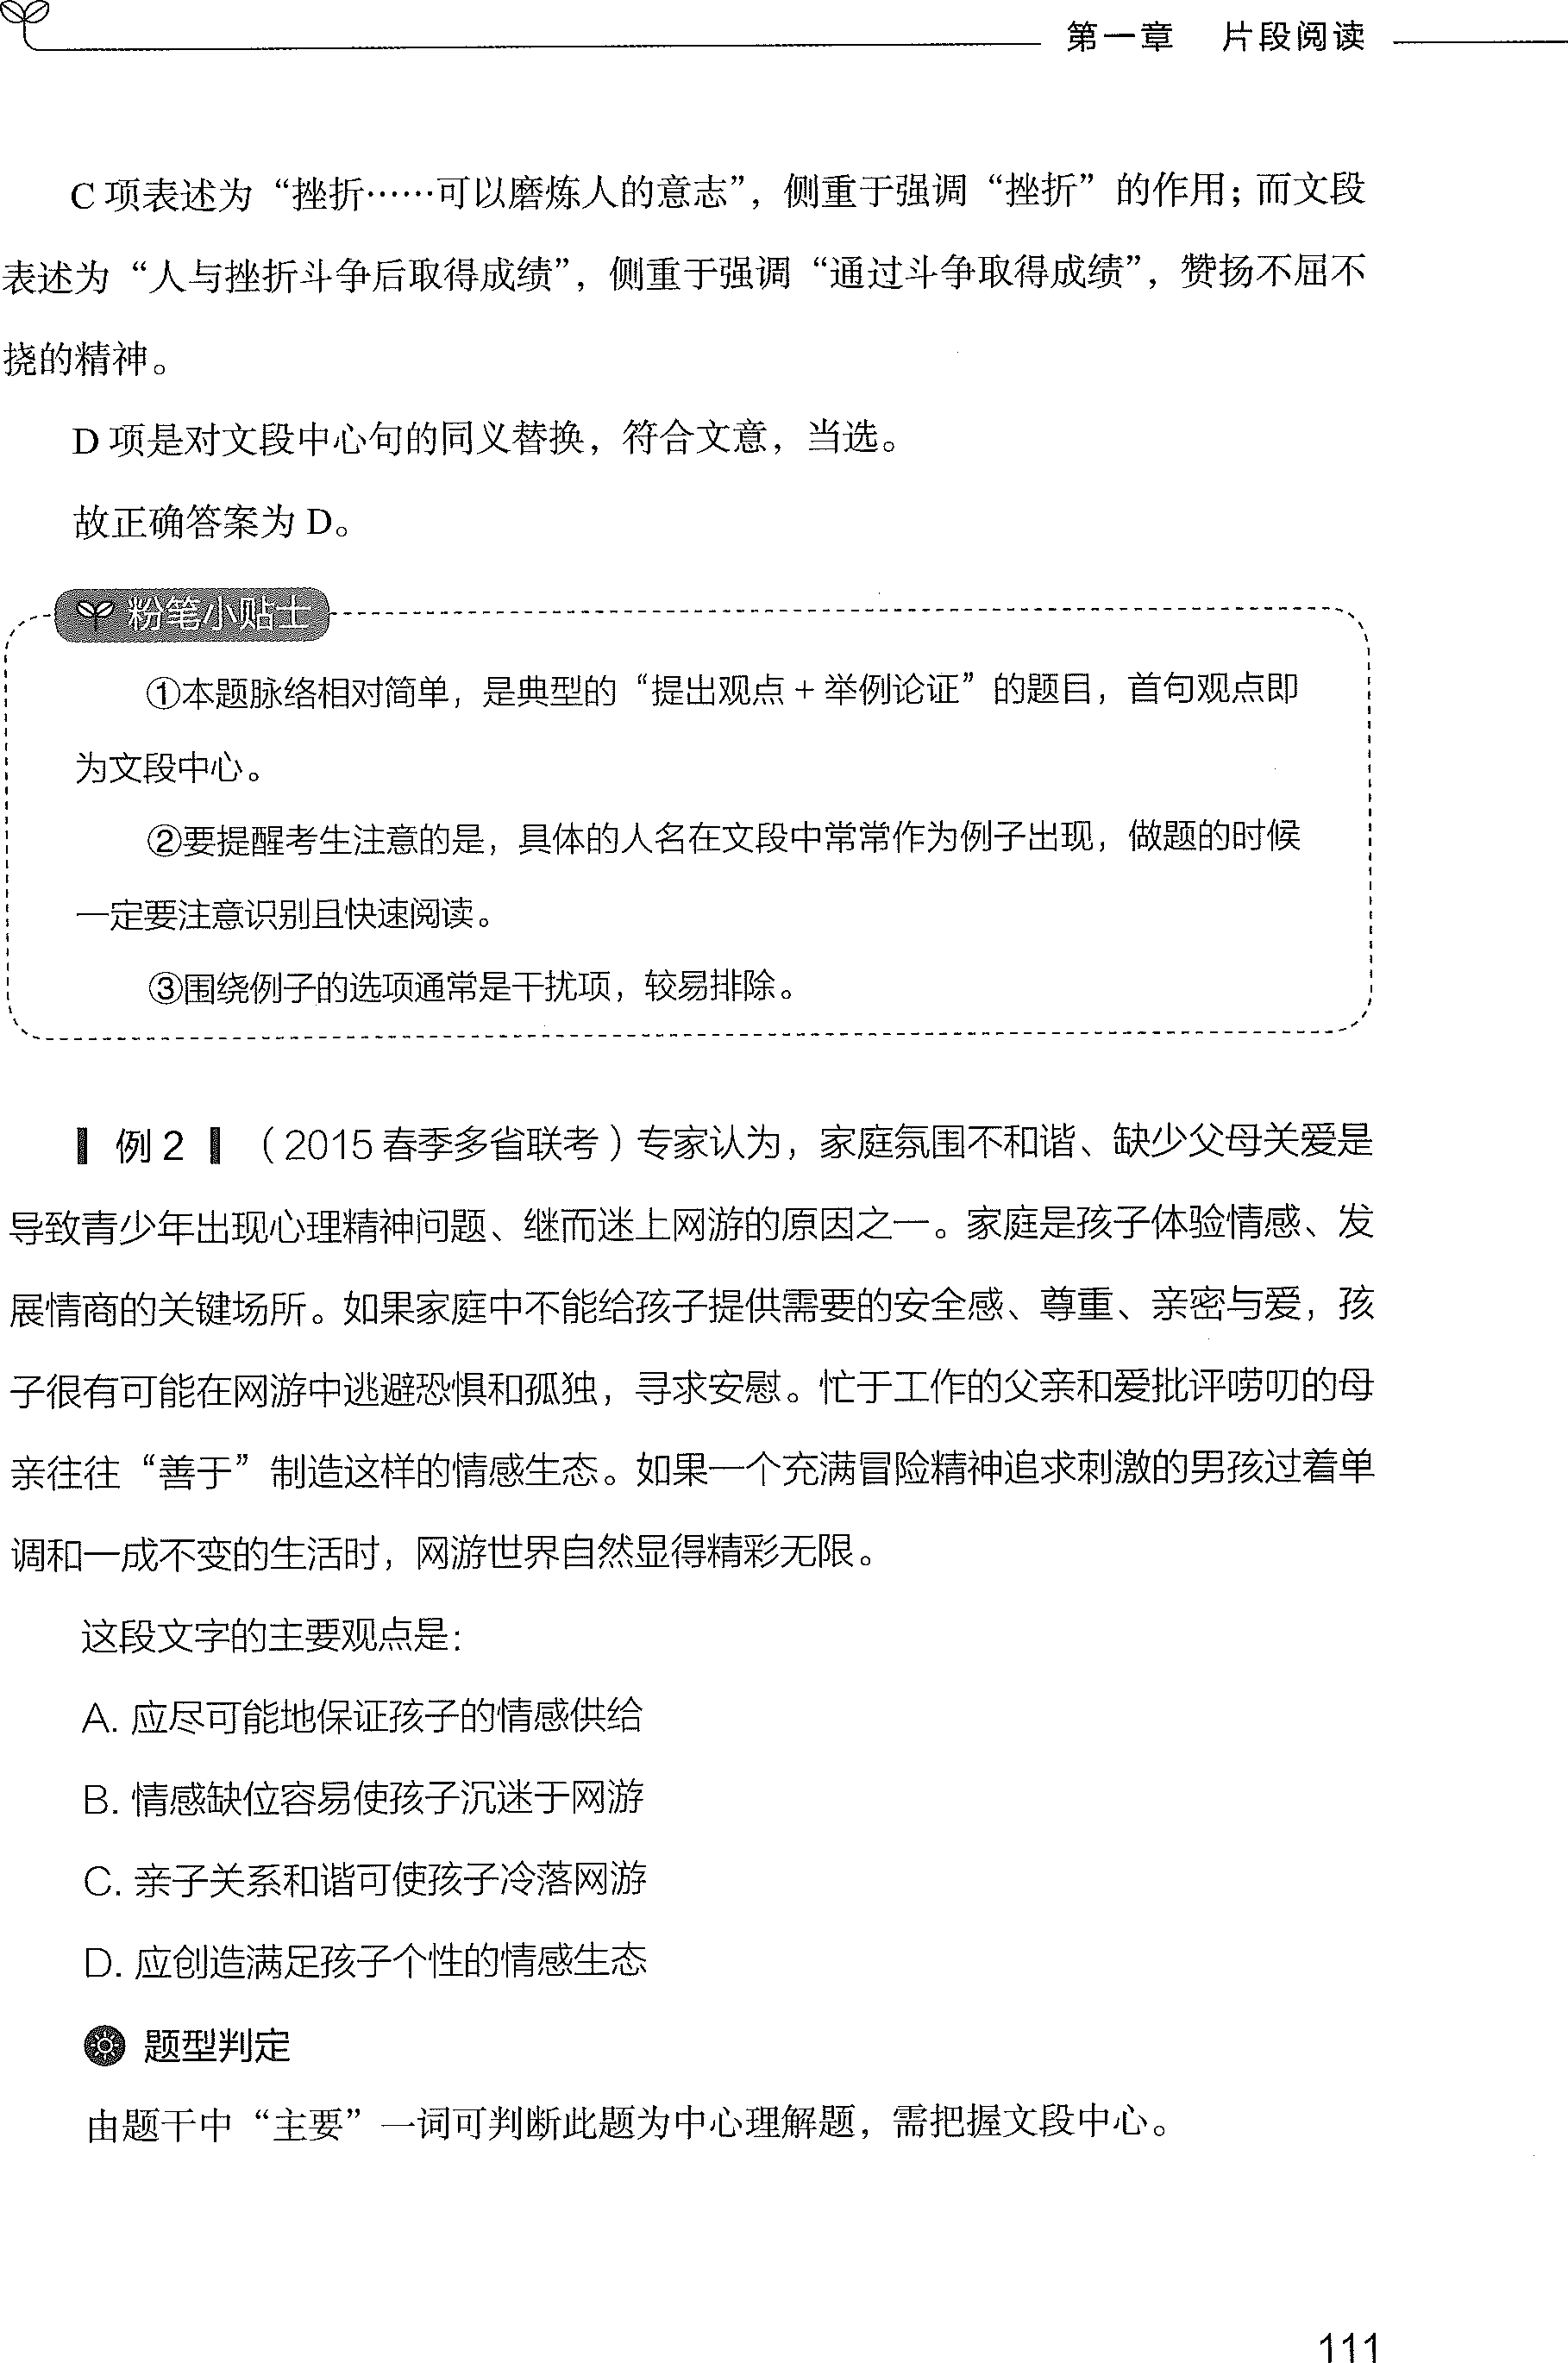 第一章 片段阅读
C 项表述为“挫折……可以磨炼人的意志”，侧重于强调“挫折”的作用；而文段
表述为“人与挫折斗争后取得成绩”，侧重于强调“通过斗争取得成绩”，赞扬不屈不
挠的精神。
D 项是对文段中心句的同义替换，符合文意，当选。
故正确答案为 D。
粉笔小贴士
①本题脉络相对简单，是典型的“提出观点 + 举例论证”的题目，首句观点即
为文段中心。
②要提醒考生注意的是，具体的人名在文段中常常作为例子出现，做题的时候
一定要注意识别且快速阅读。
③围绕例子的选项通常是干扰项，较易排除。
例 2 （2015 春季多省联考）专家认为，家庭氛围不和谐、缺少父母关爱是
导致青少年出现心理精神问题、继而迷上网游的原因之一。家庭是孩子体验情感、发
展情商的关键场所。如果家庭中不能给孩子提供需要的安全感、尊重、亲密与爱，孩
子很有可能在网游中逃避恐惧和孤独，寻求安慰。忙于工作的父亲和爱批评唠叨的母
亲往往“善于”制造这样的情感生态。如果一个充满冒险精神追求刺激的男孩过着单
调和一成不变的生活时，网游世界自然显得精彩无限。
这段文字的主要观点是：
A. 应尽可能地保证孩子的情感供给
B. 情感缺位容易使孩子沉迷于网游
C. 亲子关系和谐可使孩子冷落网游
D. 应创造满足孩子个性的情感生态
题型判定
由题干中“主要”一词可判断此题为中心理解题，需把握文段中心。
111